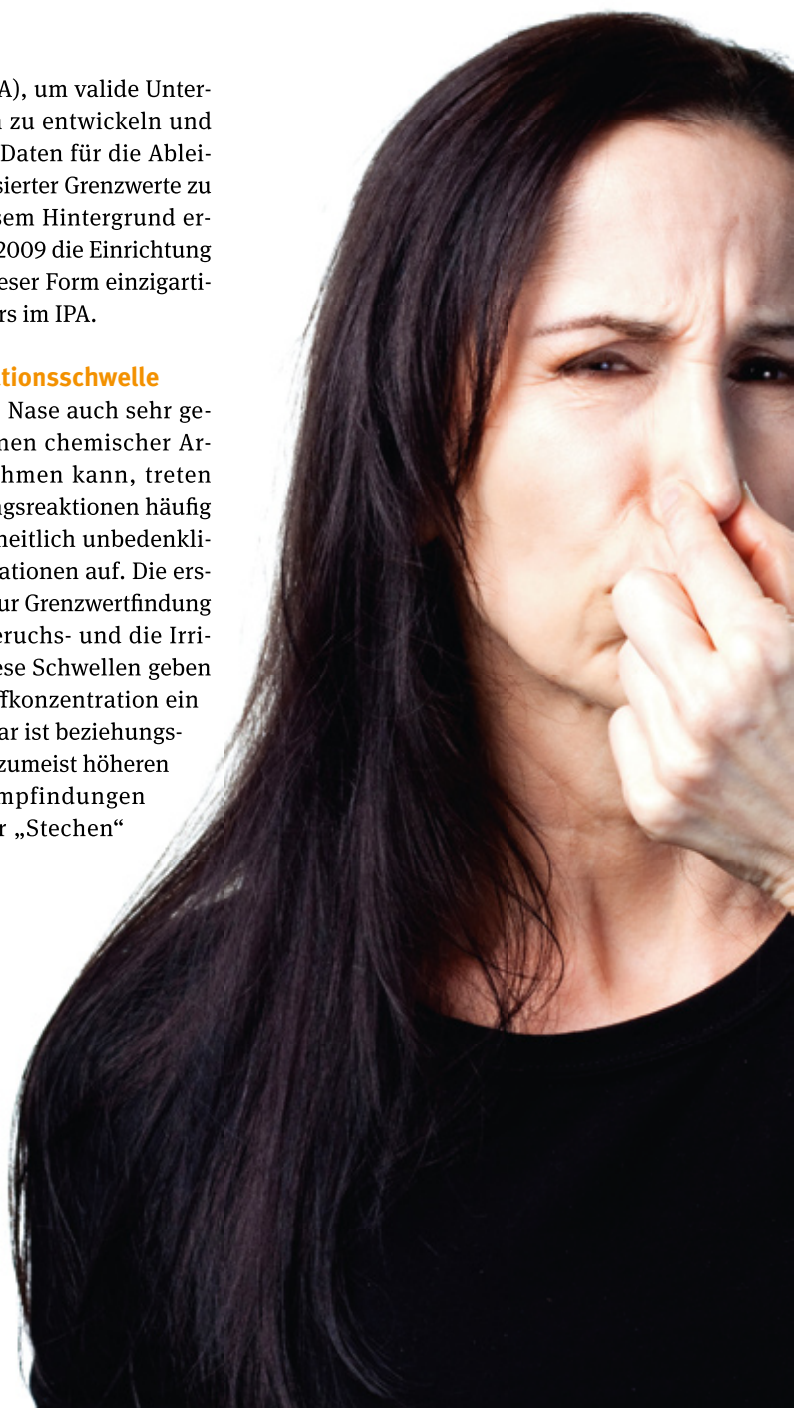 A), um valide Unter-
n zu entwickeln und
Daten für die Ablei-
sierter Grenzwerte zu
sem Hintergrund er-
2009 die Einrichtung
eser Form einzigarti-
rs im IPA.
tionsschwelle
Nase auch sehr ge-
nen chemischer Ar-
hmen kann, treten
gsreaktionen häufig
heitlich unbedenkli-
ationen auf. Die ers-
ur Grenzwertfindung
eruchs- und die Irri-
ese Schwellen geben
ffkonzentration ein
ar ist beziehungs-
zumeist höheren
mpfindungen
r „Stechen“